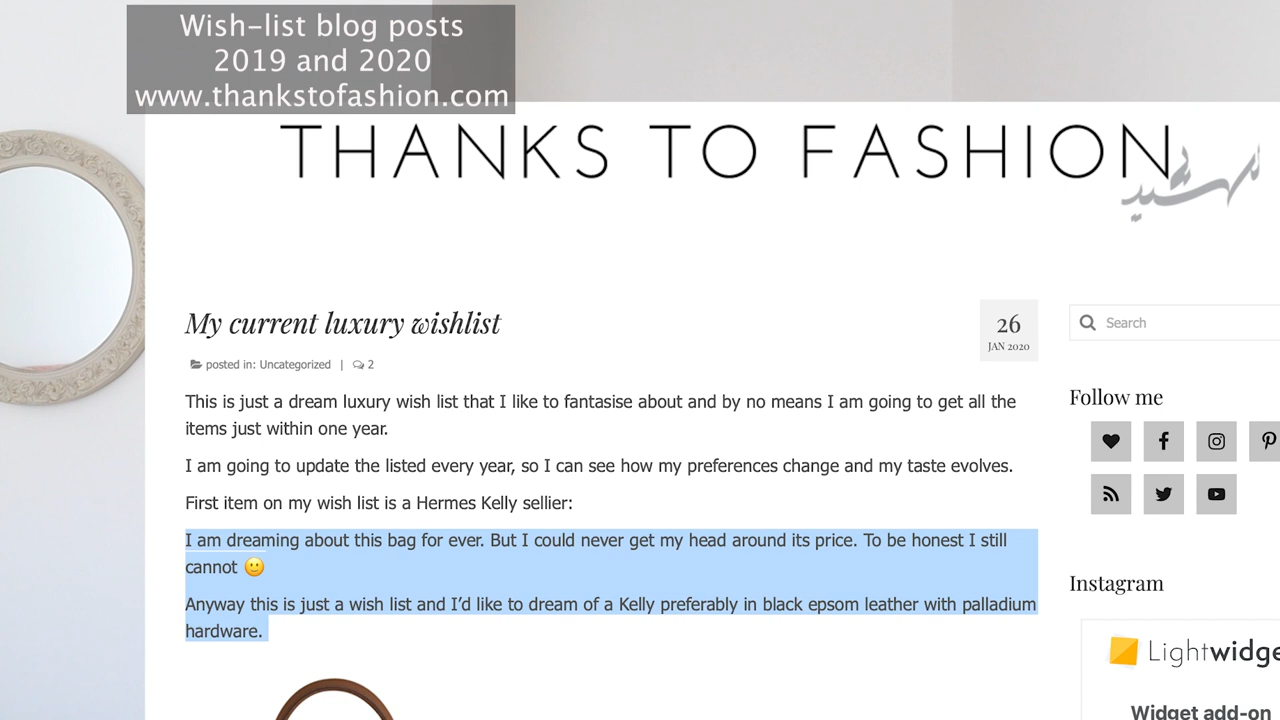 Wish-list blog posts
2019 and 2020
www.thankstofashion.com
THANKS TO FASHION
My current luxury wishlist
26
JAN 2020
posted in: Uncategorized | 2
This is just a dream luxury wish list that I like to fantasise about and by no means I am going to get all the
items just within one year.
I am going to update the listed every year, so I can see how my preferences change and my taste evolves.
First item on my wish list is a Hermes Kelly sellier:
I am dreaming about this bag for ever. But I could never get my head around its price. To be honest I still
cannot 🙂
Anyway this is just a wish list and I’d like to dream of a Kelly preferably in black epsom leather with palladium
hardware.
Search
Follow me
Instagram
Lightwidge
Widget add-on